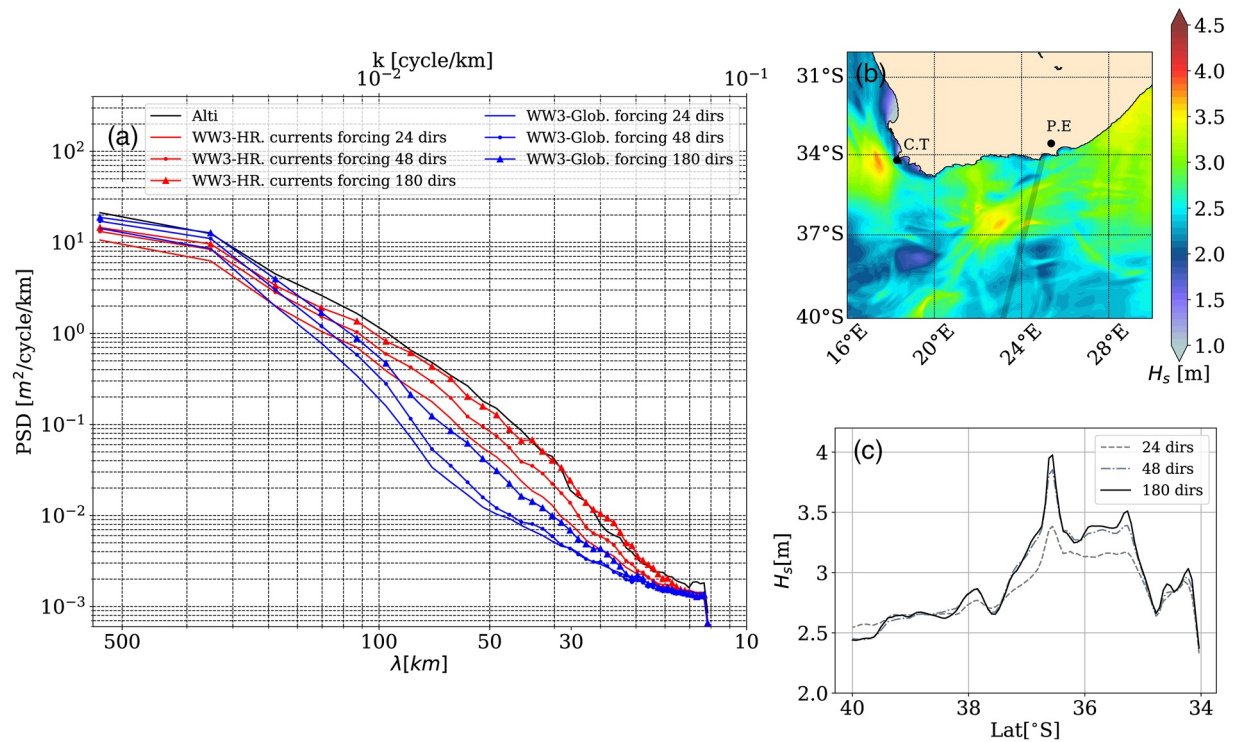 k [cycle/km]
10⁻²
10⁻¹
(a)
Alti
WW3-HR. currents forcing 24 dirs
WW3-HR. currents forcing 48 dirs
WW3-HR. currents forcing 180 dirs
WW3-Glob. forcing 24 dirs
WW3-Glob. forcing 48 dirs
WW3-Glob. forcing 180 dirs
PSD [m²/cycle/km]
10²
10¹
10⁰
10⁻¹
10⁻²
10⁻³
500
100
50
30
10
λ[km]
(b)
31°S
34°S
37°S
40°S
16°E
20°E
24°E
28°E
C.T
P.E
4.5
4.0
3.5
3.0
2.5
2.0
1.5
1.0
Hₛ [m]
(c)
24 dirs
48 dirs
180 dirs
Hₛ[m]
4
3.5
3
2.5
2.0
40
38
36
34
Lat[°S]